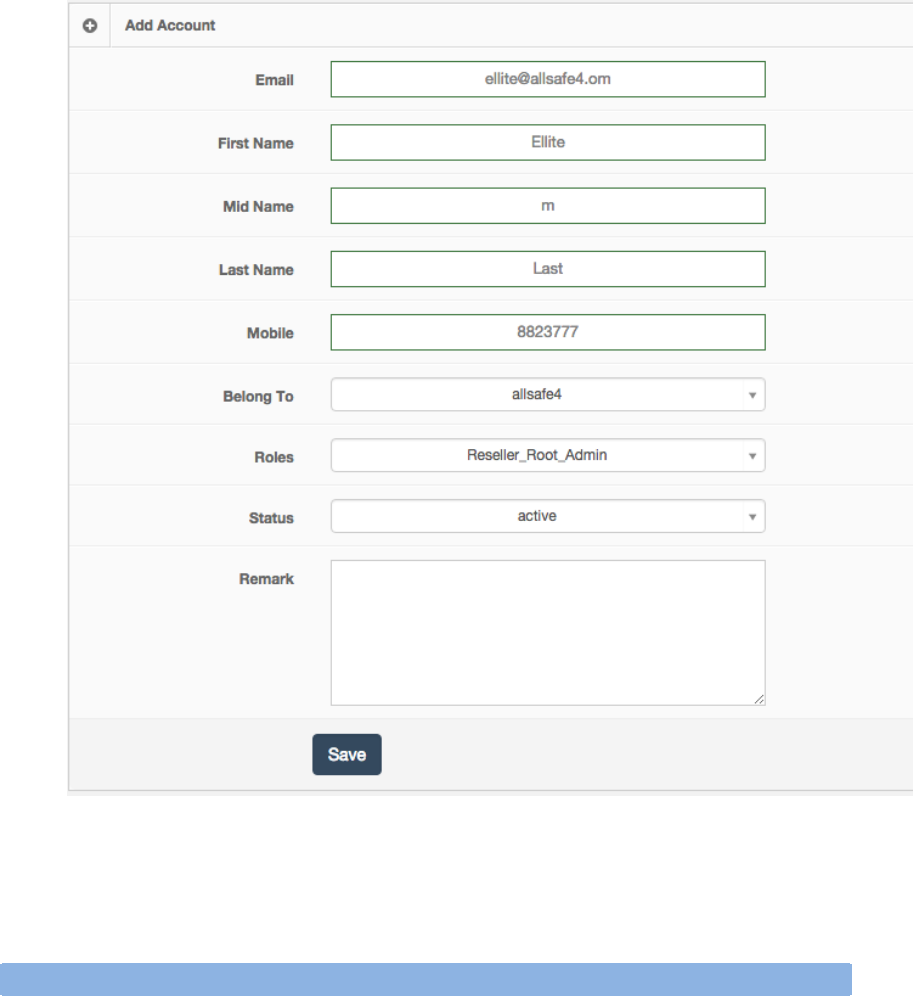 Add Account
Email ellite@allsafe4.om
First Name Ellite
Mid Name m
Last Name Last
Mobile 8823777
Belong To allsafe4
Roles Reseller_Root_Admin
Status active
Remark
Save